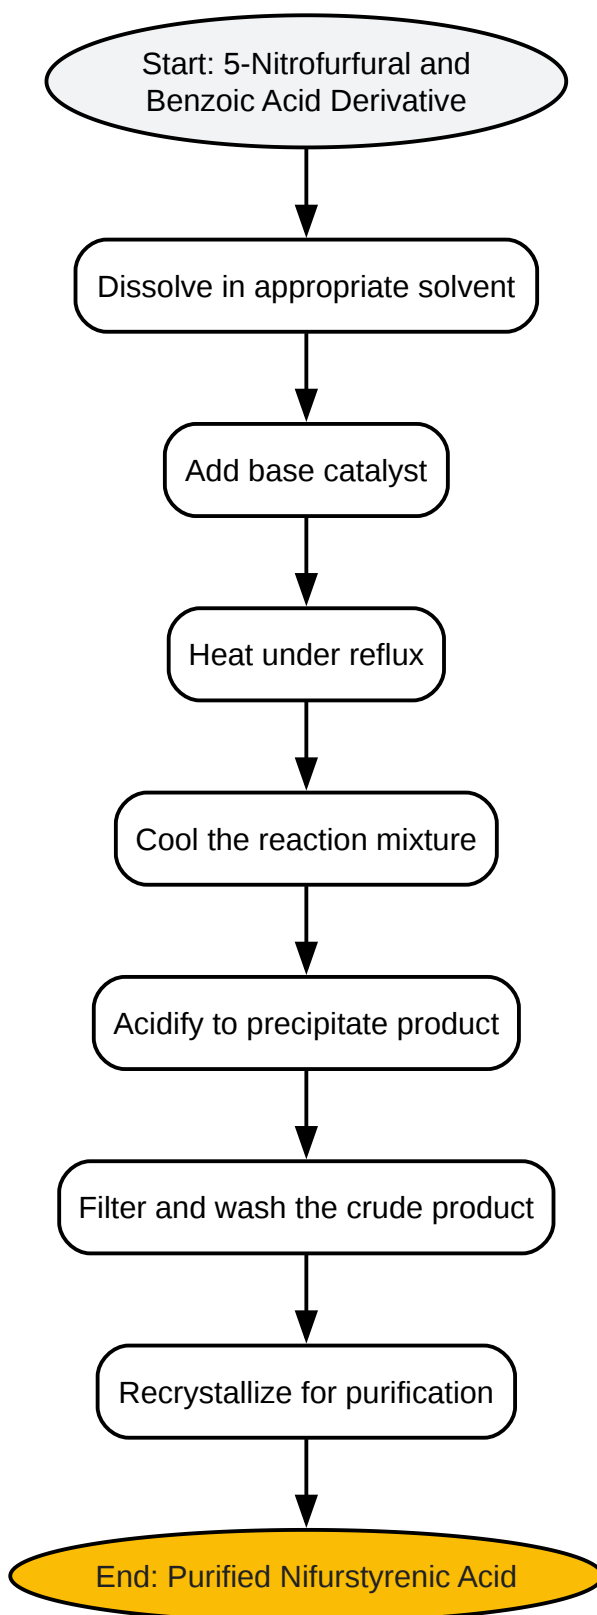 Start: 5-Nitrofurfural and
Benzoic Acid Derivative
Dissolve in appropriate solvent
Add base catalyst
Heat under reflux
Cool the reaction mixture
Acidify to precipitate product
Filter and wash the crude product
Recrystallize for purification
End: Purified Nifurstyrenic Acid